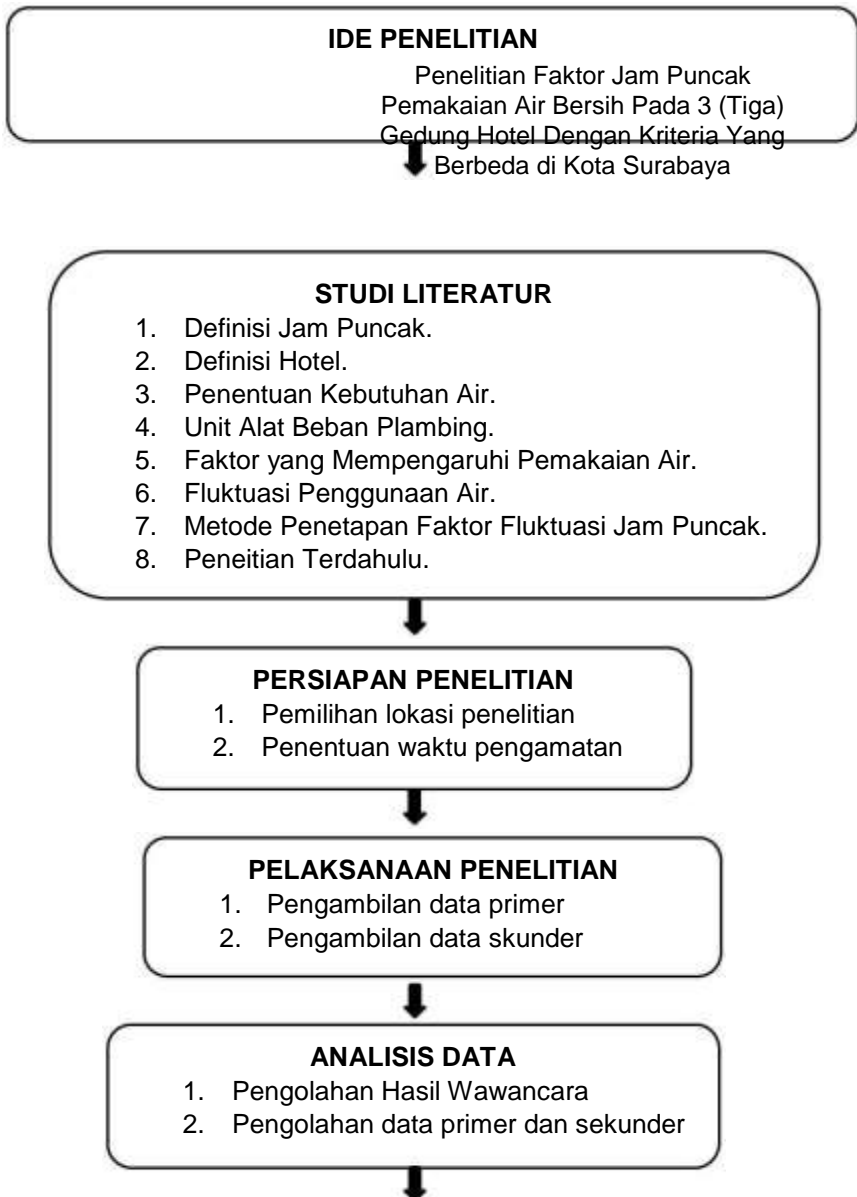 IDE PENELITIAN
Penelitian Faktor Jam Puncak
Pemakaian Air Bersih Pada 3 (Tiga)
Gedung Hotel Dengan Kriteria Yang
Berbeda di Kota Surabaya
STUDI LITERATUR
1. Definisi Jam Puncak.
2. Definisi Hotel.
3. Penentuan Kebutuhan Air.
4. Unit Alat Beban Plambing.
5. Faktor yang Mempengaruhi Pemakaian Air.
6. Fluktuasi Penggunaan Air.
7. Metode Penetapan Faktor Fluktuasi Jam Puncak.
8. Peneitian Terdahulu.
PERSIAPAN PENELITIAN
1. Pemilihan lokasi penelitian
2. Penentuan waktu pengamatan
PELAKSANAAN PENELITIAN
1. Pengambilan data primer
2. Pengambilan data skunder
ANALISIS DATA
1. Pengolahan Hasil Wawancara
2. Pengolahan data primer dan sekunder